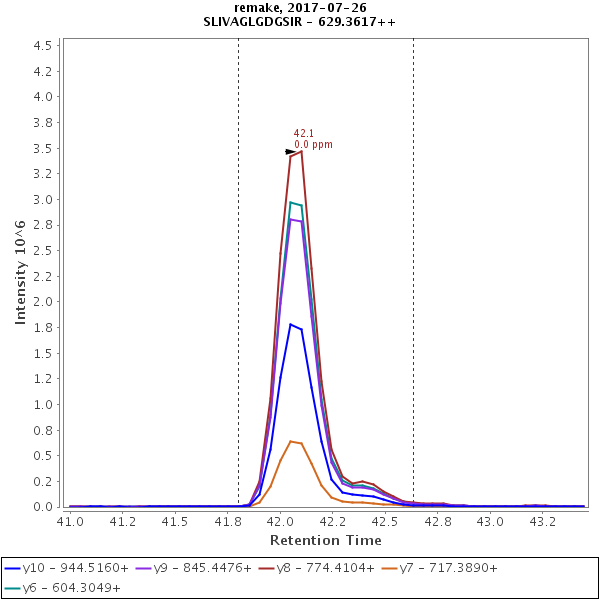 remake, 2017-07-26
SLIVAGLGDGSIR - 629.3617++
4.5
4.2
4.0
3.8
3.5
3.2
3.0
2.8
2.5
2.2
2.0
1.8
1.5
1.2
1.0
0.8
0.5
0.2
0.0
Intensity 10^6
42.1
0.0 ppm
41.0 41.2 41.5 41.8 42.0 42.2 42.5 42.8 43.0 43.2
Retention Time
y10 - 944.5160+ y9 - 845.4476+ y8 - 774.4104+ y7 - 717.3890+
y6 - 604.3049+